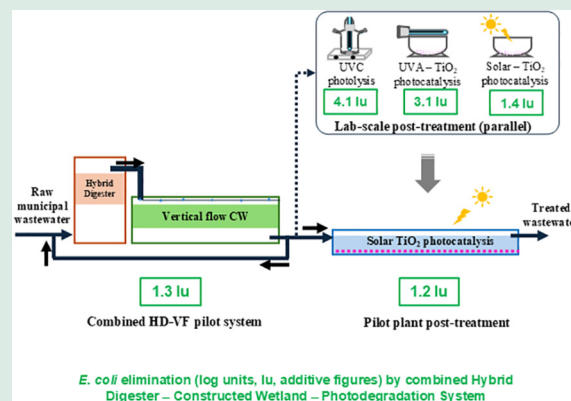 UVC
photolysis
4.1 lu
UVA – TiO₂
photocatalysis
3.1 lu
Solar – TiO₂
photocatalysis
1.4 lu
Lab-scale post-treatment (parallel)
Raw
municipal
wastewater
Hybrid
Digester
Vertical flow CW
Solar TiO₂ photocatalysis
Treated
wastewate
1.3 lu
Combined HD-VF pilot system
1.2 lu
Pilot plant post-treatment
E. coli elimination (log units, lu, additive figures) by combined Hybrid
Digester – Constructed Wetland – Photodegradation System